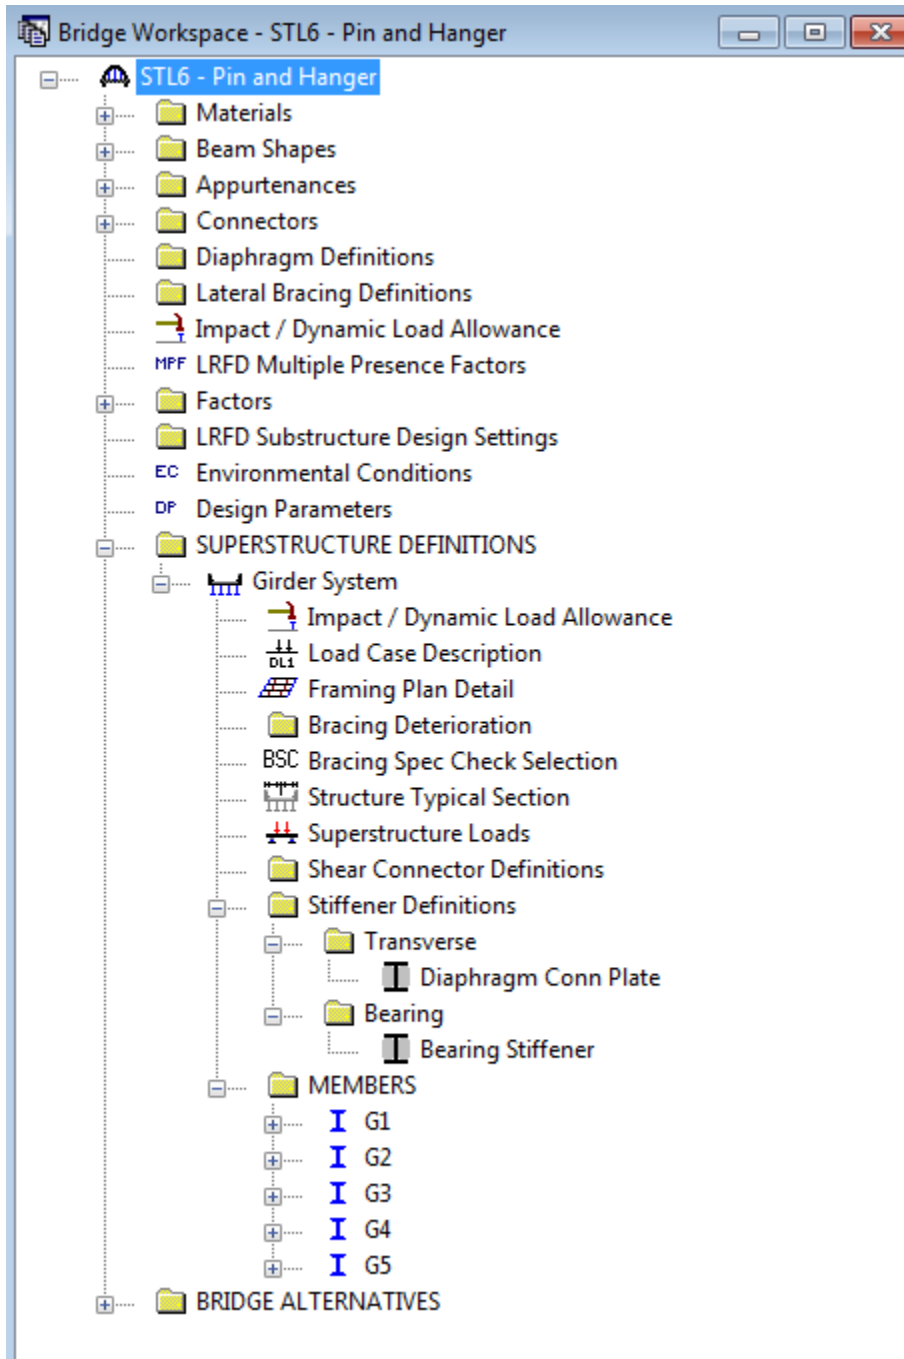 Bridge Workspace - STL6 - Pin and Hanger
STL6 - Pin and Hanger
Materials
Beam Shapes
Appurtenances
Connectors
Diaphragm Definitions
Lateral Bracing Definitions
Impact / Dynamic Load Allowance
MPF LRFD Multiple Presence Factors
Factors
LRFD Substructure Design Settings
EC Environmental Conditions
DP Design Parameters
SUPERSTRUCTURE DEFINITIONS
Girder System
Impact / Dynamic Load Allowance
DL1 Load Case Description
Framing Plan Detail
Bracing Deterioration
BSC Bracing Spec Check Selection
Structure Typical Section
Superstructure Loads
Shear Connector Definitions
Stiffener Definitions
Transverse
Diaphragm Conn Plate
Bearing
Bearing Stiffener
MEMBERS
G1
G2
G3
G4
G5
BRIDGE ALTERNATIVES